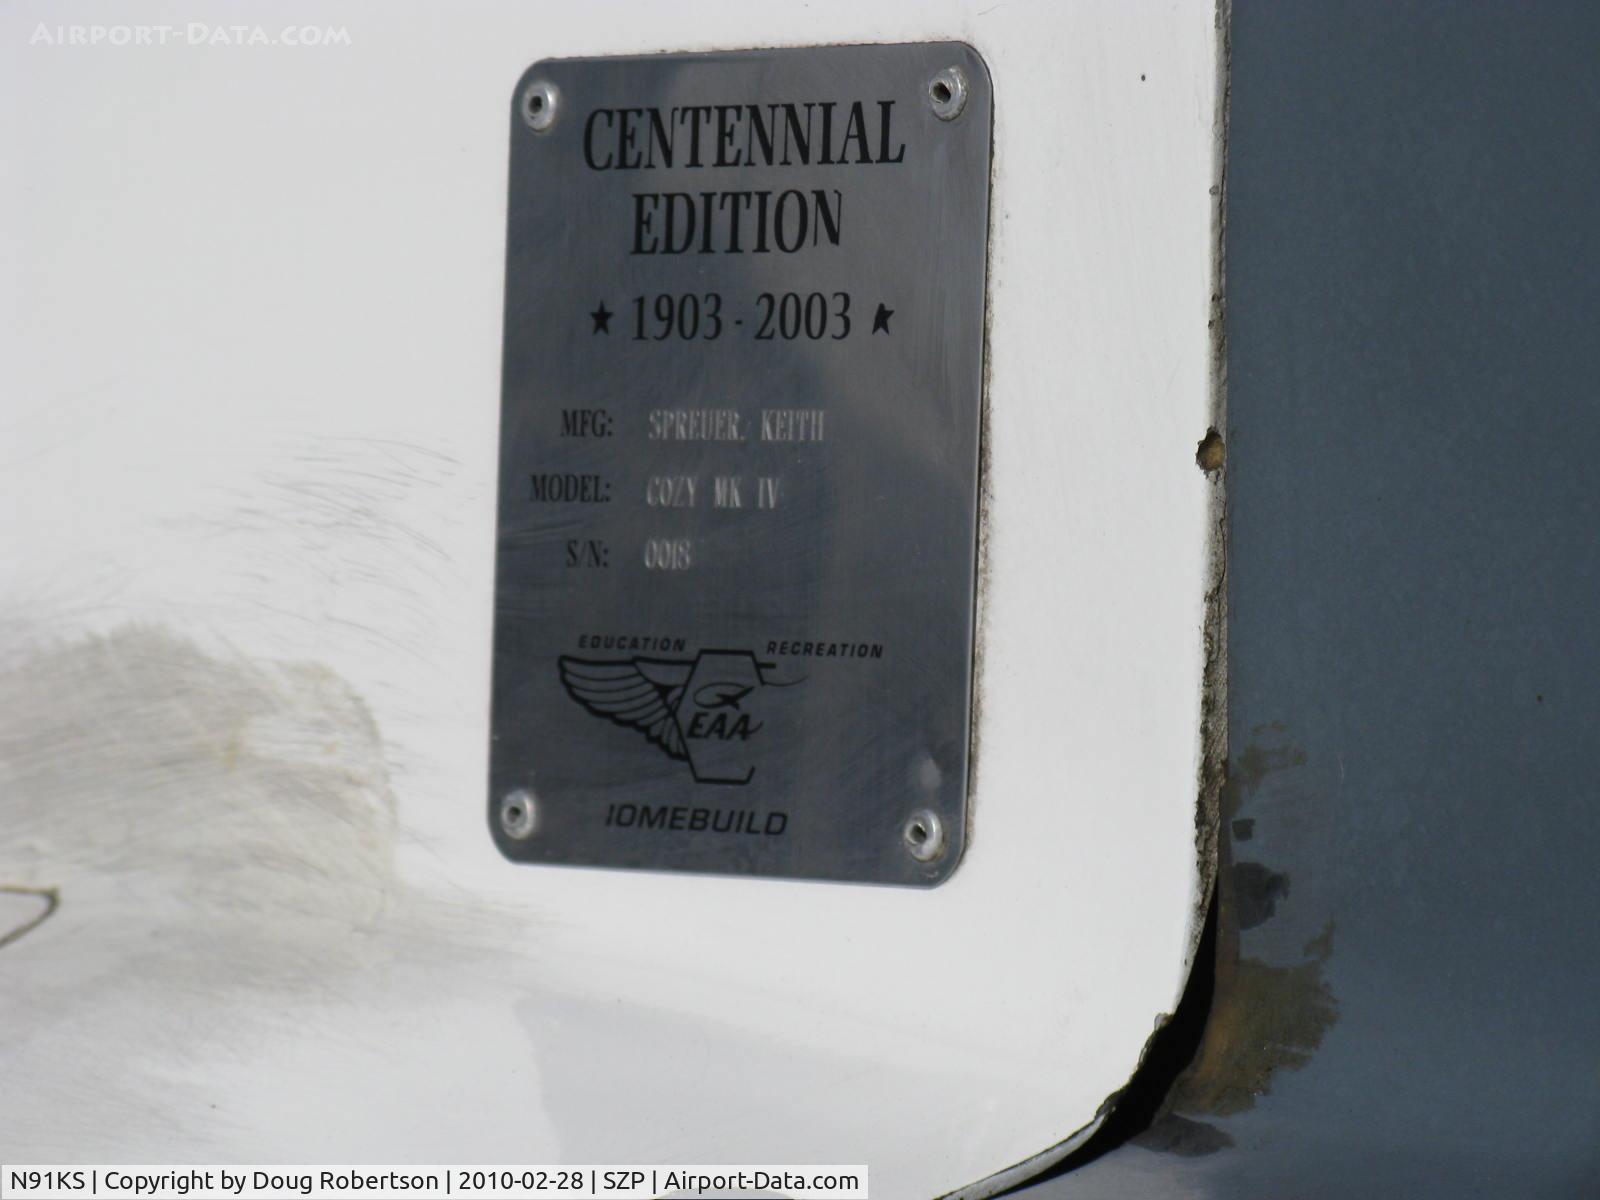 AIRPORT-DATA.COM
CENTENNIAL
EDITION
★ 1903 - 2003 ★
MFG: SPREUER, KEITH
MODEL: COZY MK IV
S/N: 0018
EDUCATION RECREATION
EAA
IOMEBUILD
N91KS | Copyright by Doug Robertson | 2010-02-28 | SZP | Airport-Data.com